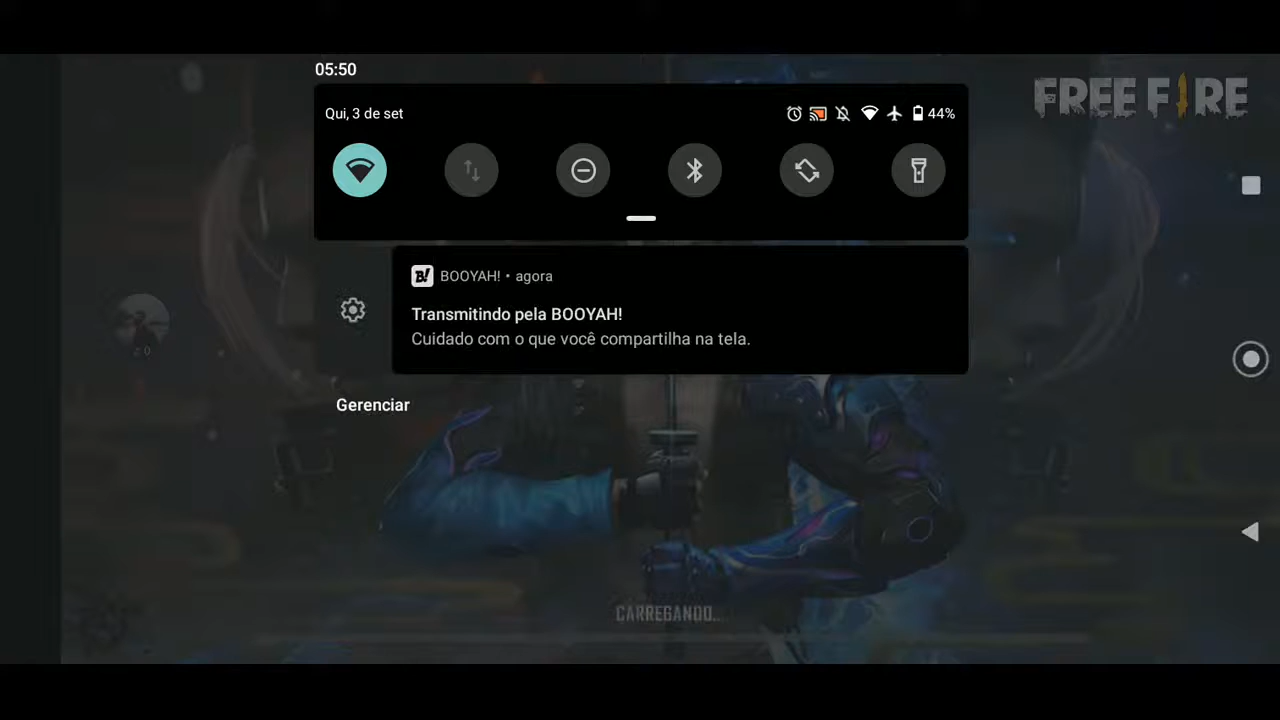 05:50
FREE FIRE
Qui, 3 de set
44%
B! BOOYAH! • agora
Transmitindo pela BOOYAH!
Cuidado com o que você compartilha na tela.
Gerenciar
CARREGANDO..